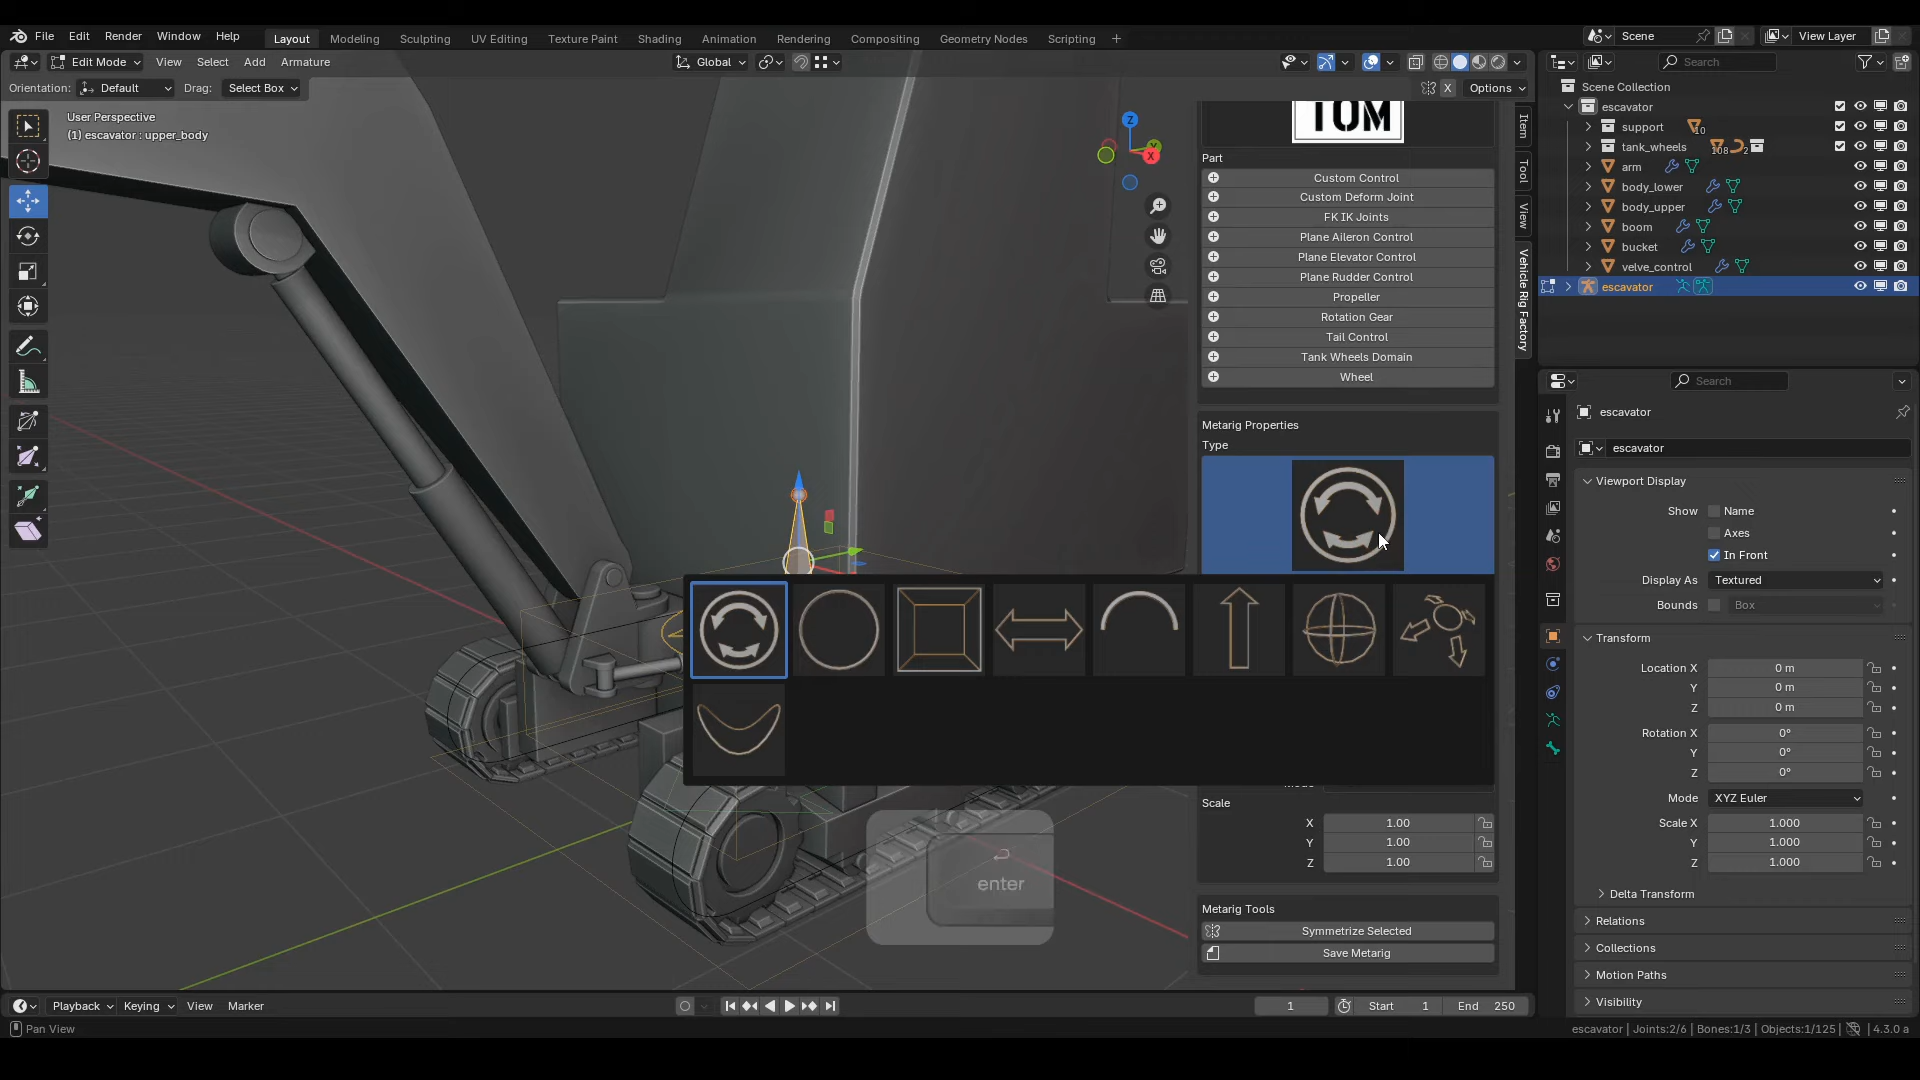 File Edit Render Window Help
Layout Modeling Sculpting UV Editing Texture Paint Shading Animation Rendering Compositing Geometry Nodes Scripting
Scene
View Layer
Edit Mode View Select Add Armature
Global
Search
Orientation: Default Drag: Select Box
X
Options
User Perspective
(1) escavator : upper_body
Z
X
TOM
Part
Custom Control
Custom Deform Joint
FK IK Joints
Plane Aileron Control
Plane Elevator Control
Plane Rudder Control
Propeller
Rotation Gear
Tail Control
Tank Wheels Domain
Wheel
Metarig Properties
Type
Scale
X 1.00
Y 1.00
Z 1.00
Metarig Tools
Symmetrize Selected
Save Metarig
Item
Tool
View
Vehicle Rig Factory
enter
Scene Collection
escavator
support 10
tank_wheels 108 2
arm
body_lower
body_upper
boom
bucket
velve_control
escavator
Search
escavator
escavator
Viewport Display
Show Name
Axes
In Front
Display As Textured
Bounds Box
Transform
Location X 0 m
Y 0 m
Z 0 m
Rotation X 0°
Y 0°
Z 0°
Mode XYZ Euler
Scale X 1.000
Y 1.000
Z 1.000
Delta Transform
Relations
Collections
Motion Paths
Visibility
Playback Keying View Marker
1 Start 1 End 250
Pan View
escavator | Joints:2/6 | Bones:1/3 | Objects:1/125 | 4.3.0 a